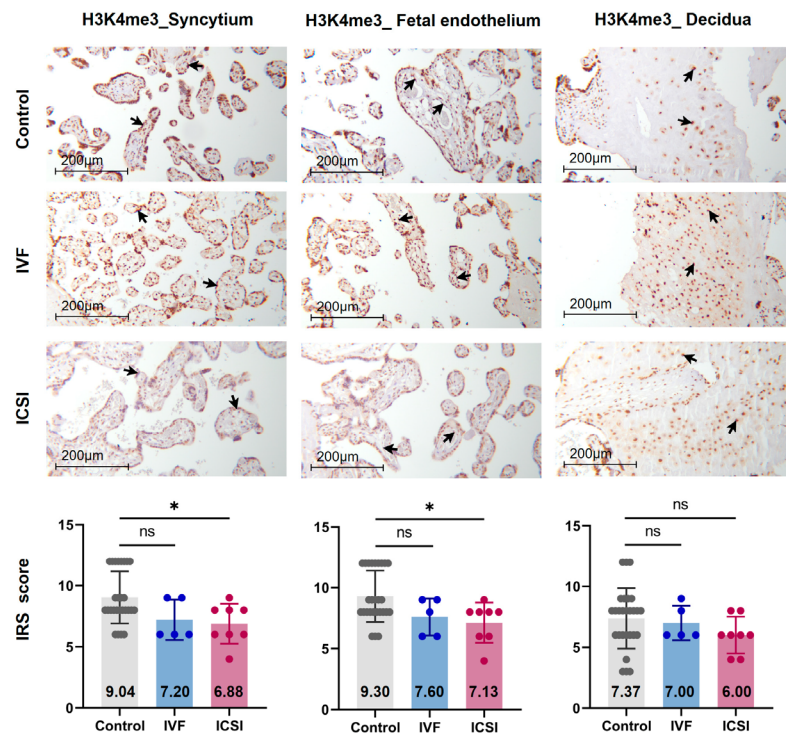 H3K4me3_Syncytium
H3K4me3_ Fetal endothelium
H3K4me3_ Decidua
Control
200μm
200μm
200μm
IVF
200μm
200μm
200μm
ICSI
200μm
200μm
200μm
IRS score
15
10
5
0
*
ns
9.04
7.20
6.88
Control
IVF
ICSI
15
10
5
0
*
ns
9.30
7.60
7.13
Control
IVF
ICSI
15
10
5
0
ns
ns
7.37
7.00
6.00
Control
IVF
ICSI